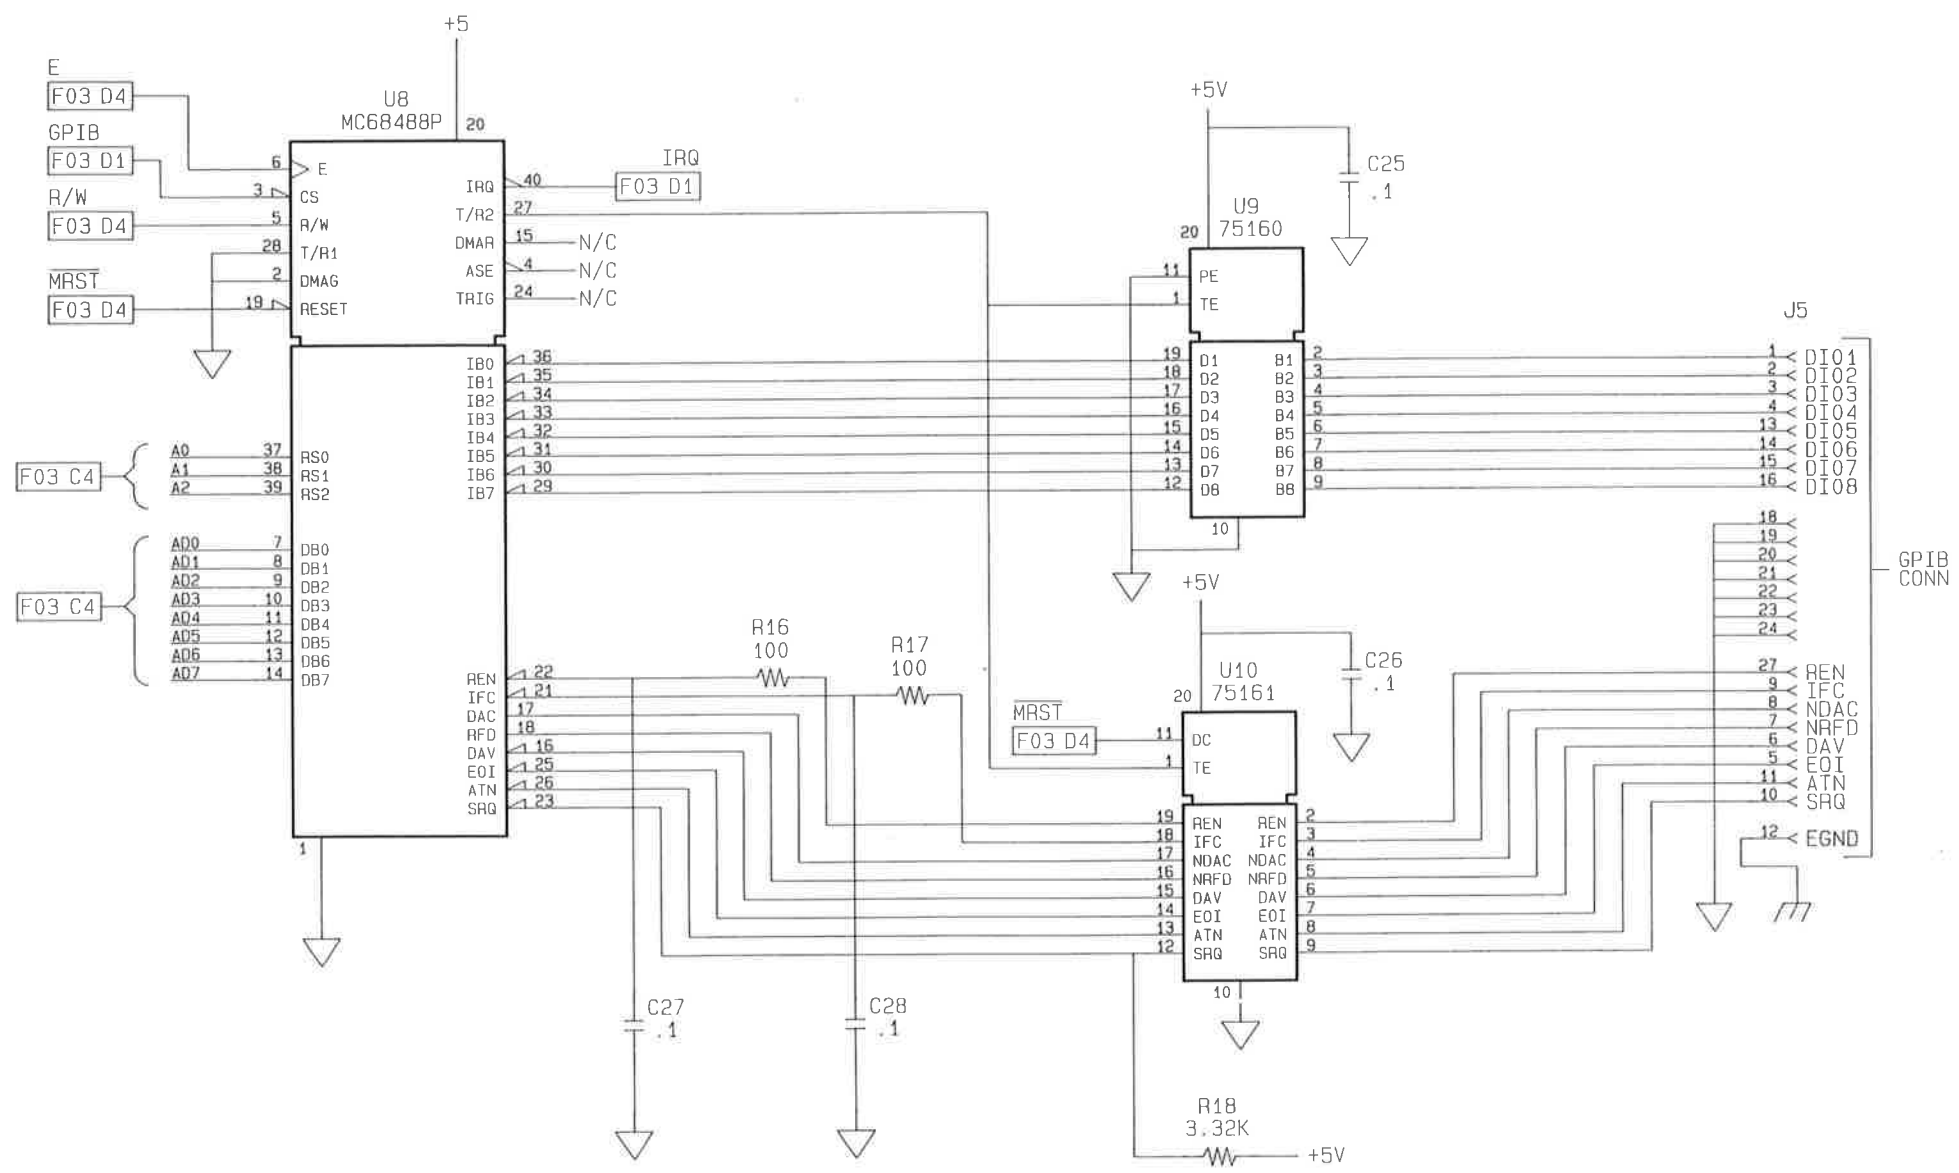 +5
E
F03 D4
U8
MC68488P
20
GPIB
F03 D1
R/W
F03 D4
MRST
F03 D4
6 E
3 CS
5 R/W
28 T/R1
2 DMAG
19 RESET
IRQ 40
T/R2 27
DMAR 15 N/C
ASE 4 N/C
TRIG 24 N/C
IRQ
F03 D1
IB0 36
IB1 35
IB2 34
IB3 33
IB4 32
IB5 31
IB6 30
IB7 29
F03 C4
A0 37 RS0
A1 38 RS1
A2 39 RS2
F03 C4
AD0 7 DB0
AD1 8 DB1
AD2 9 DB2
AD3 10 DB3
AD4 11 DB4
AD5 12 DB5
AD6 13 DB6
AD7 14 DB7
REN 22
IFC 21
DAC 17
RFD 18
DAV 16
EOI 25
ATN 26
SRQ 23
1
R16
100
R17
100
C27
.1
C28
.1
+5V
C25
.1
U9
75160
20
11 PE
1 TE
19 D1 B1 2
18 D2 B2 3
17 D3 B3 4
16 D4 B4 5
15 D5 B5 6
14 D6 B6 7
13 D7 B7 8
12 D8 B8 9
10
+5V
C26
.1
U10
75161
20
MRST
F03 D4
11 DC
1 TE
19 REN REN 2
18 IFC IFC 3
17 NDAC NDAC 4
16 NRFD NRFD 5
15 DAV DAV 6
14 EOI EOI 7
13 ATN ATN 8
12 SRQ SRQ 9
10
R18
3.32K
+5V
J5
1 DIO1
2 DIO2
3 DIO3
4 DIO4
13 DIO5
14 DIO6
15 DIO7
16 DIO8
18
19
20
21
22
23
24
GPIB
CONN
27 REN
9 IFC
8 NDAC
7 NRFD
6 DAV
5 EOI
11 ATN
10 SRQ
12 EGND